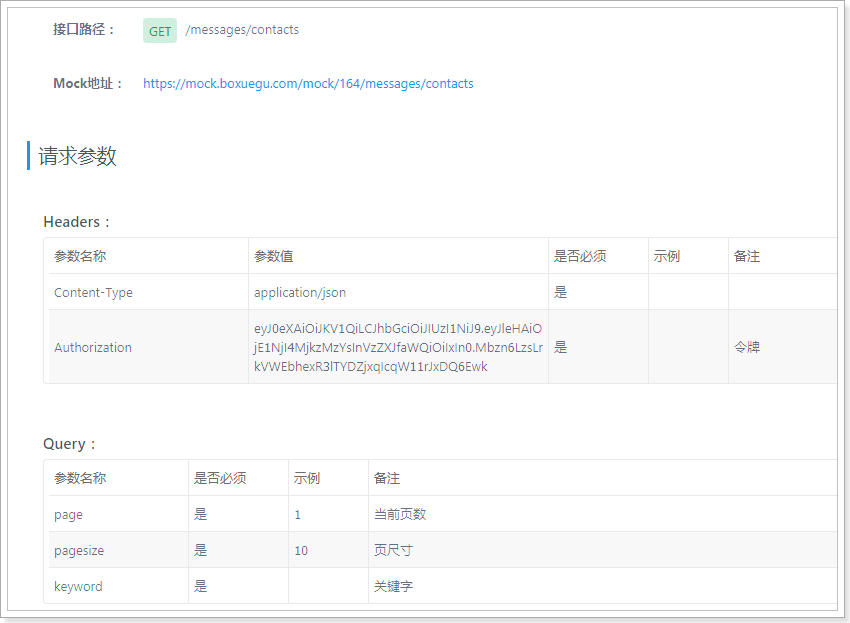 接口路径： GET /messages/contacts
Mock地址： https://mock.boxuegu.com/mock/164/messages/contacts
请求参数
Headers：
参数名称 参数值 是否必须 示例 备注
Content-Type application/json 是
eyJ0eXAiOiJKV1QiLCJhbGciOiJIUzI1NiJ9.eyJleHAiO
Authorization jE1NjI4MjkzMzYsInVzZXJfaWQiOiIxIn0.Mbzn6LzsLr 是 令牌
kVWEbhexR3lTYDZjxqIcqW11rJxDQ6Ewk
Query：
参数名称 是否必须 示例 备注
page 是 1 当前页数
pagesize 是 10 页尺寸
keyword 是 关键字